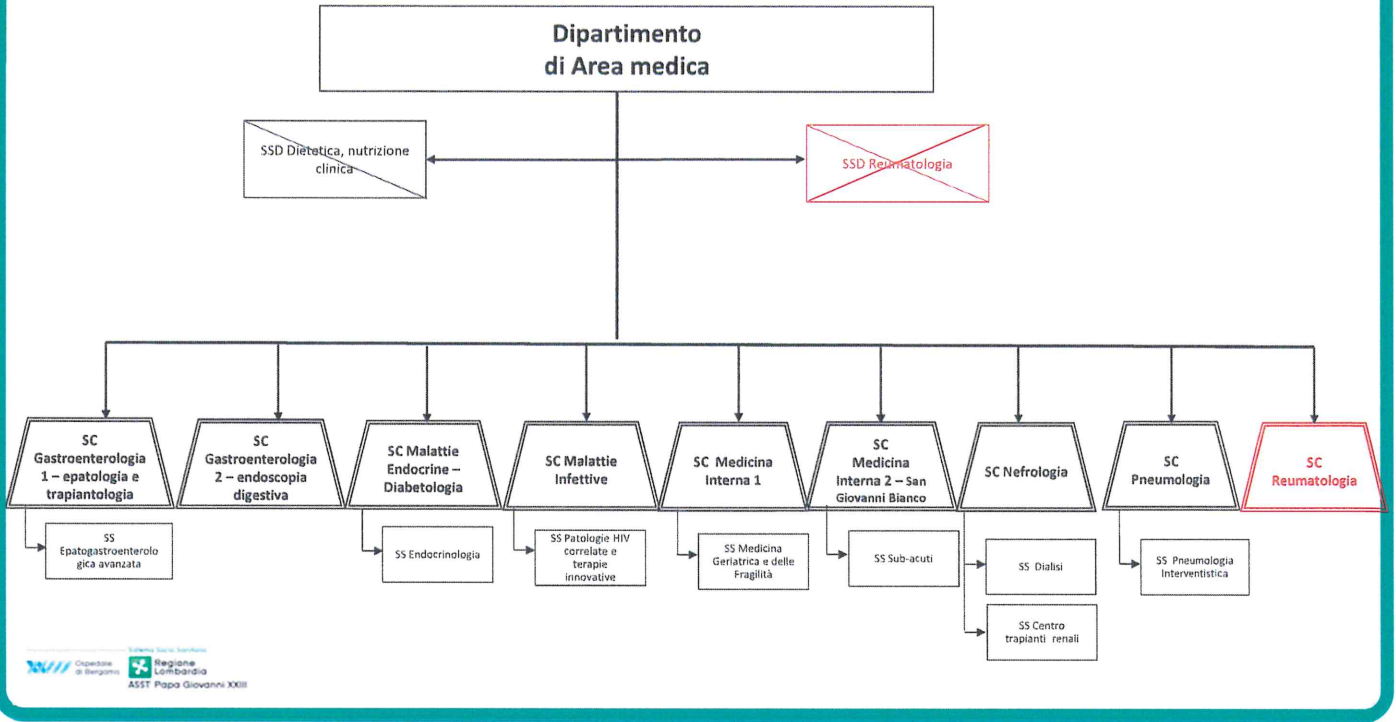 Dipartimento
di Area medica
SSD Dietetica, nutrizione
clinica
SSD Reumatologia
SC
Gastroenterologia
1 – epatologia e
trapiantologia
SC
Gastroenterologia
2 – endoscopia
digestiva
SC Malattie
Endocrine –
Diabetologia
SC Malattie
Infettive
SC Medicina
Interna 1
SC
Medicina
Interna 2 – San
Giovanni Bianco
SC Nefrologia
SC
Pneumologia
SC
Reumatologia
SS
Epatogastroenterolo
gica avanzata
SS Endocrinologia
SS Patologie HIV
correlate e
terapie
innovative
SS Medicina
Geriatrica e delle
Fragilità
SS Sub-acuti
SS Dialisi
SS Centro
trapianti renali
SS Pneumologia
Interventistica
Sistema Socio Sanitario
Ospedale
di Bergamo
Regione
Lombardia
ASST Papa Giovanni XXIII